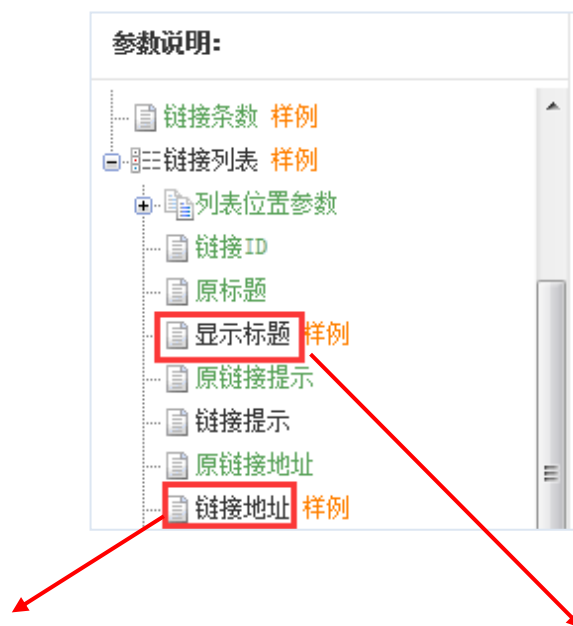 参数说明:
链接条数 样例
链接列表 样例
列表位置参数
链接ID
原标题
显示标题 样例
原链接提示
链接提示
原链接地址
链接地址 样例